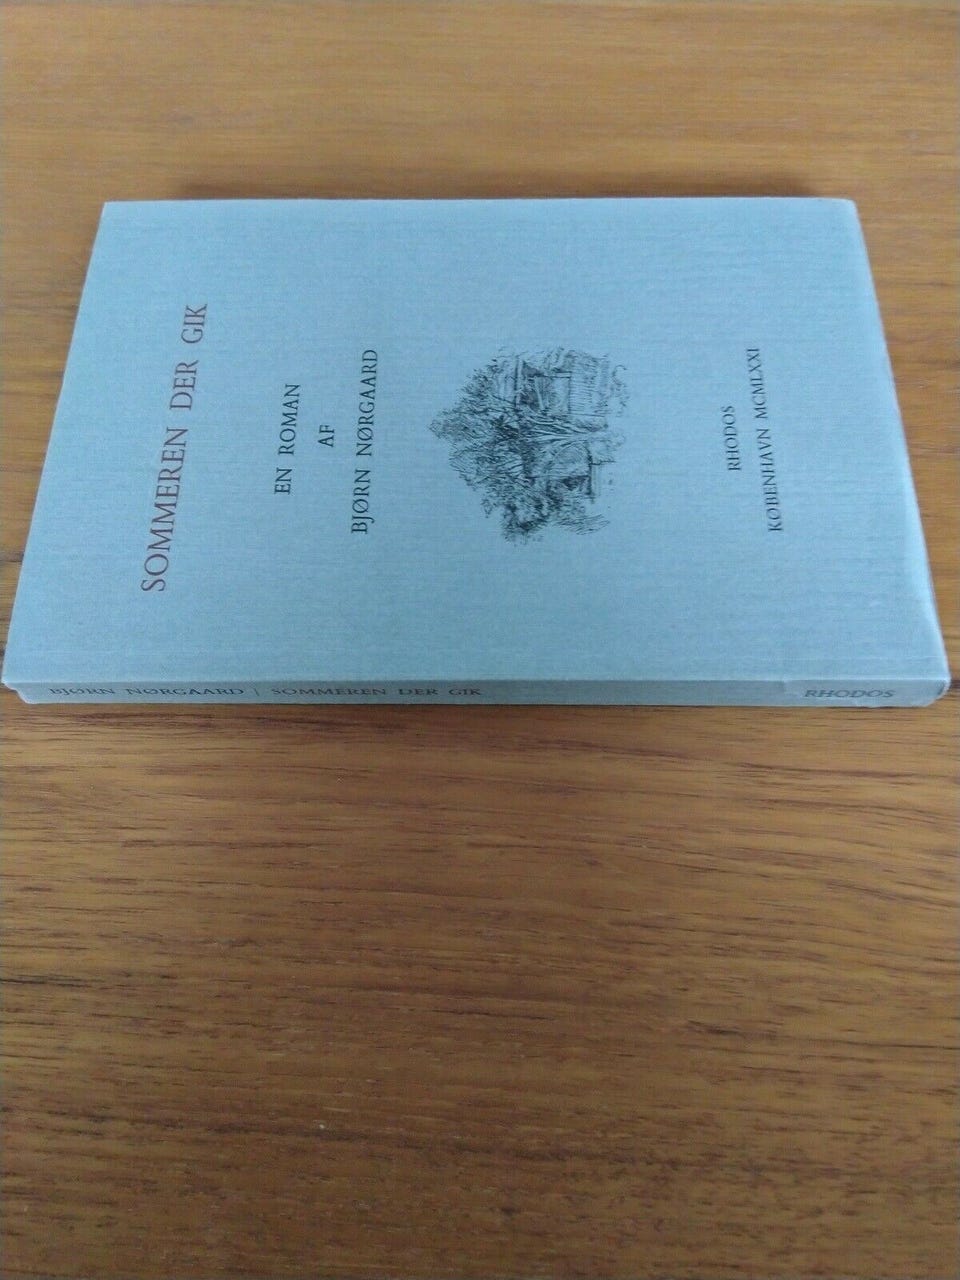 SOMMEREN DER GIK
EN ROMAN
AF
BJØRN NØRGAARD
RHODOS
KØBENHAVN MCMLXXI
BJØRN NØRGAARD | SOMMEREN DER GIK
RHODOS